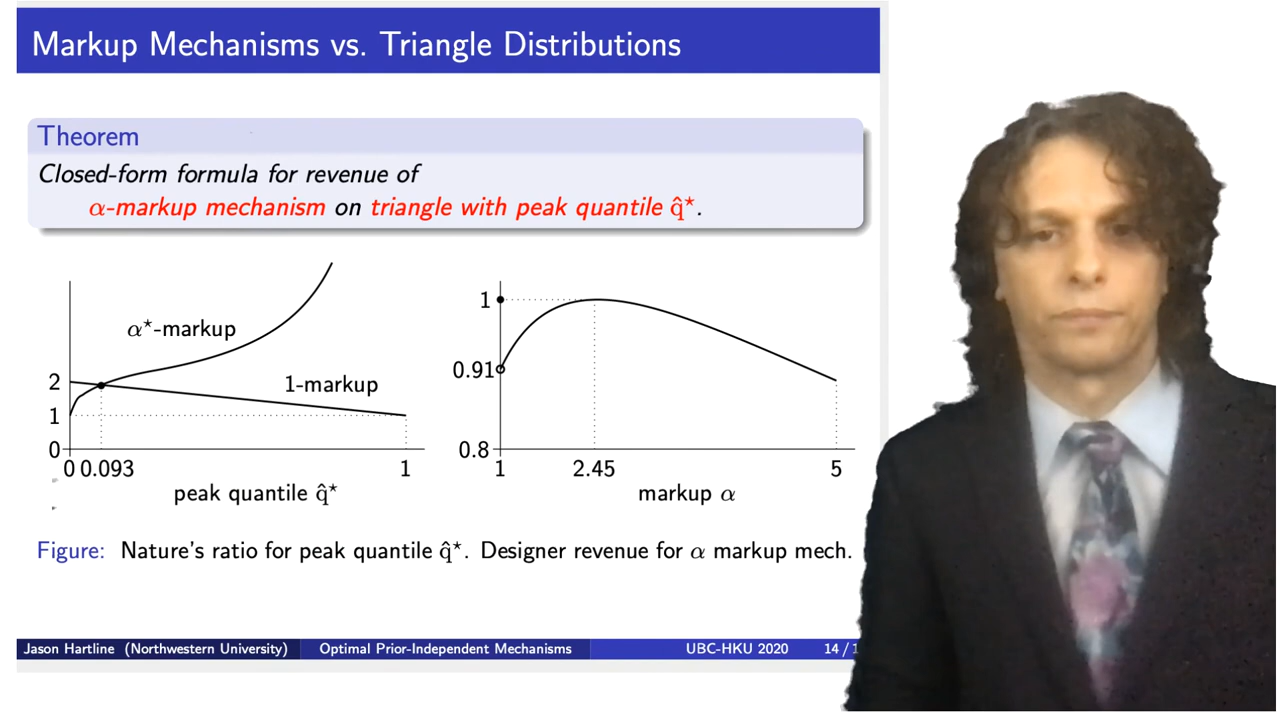 Markup Mechanisms vs. Triangle Distributions
Theorem
Closed-form formula for revenue of
α-markup mechanism on triangle with peak quantile q̂⋆.
α⋆-markup
1-markup
2
1
0
0 0.093 1
peak quantile q̂⋆
1
0.91
0.8
1 2.45 5
markup α
Figure: Nature's ratio for peak quantile q̂⋆. Designer revenue for α markup mech.
Jason Hartline (Northwestern University) Optimal Prior-Independent Mechanisms UBC-HKU 2020 14 / 1